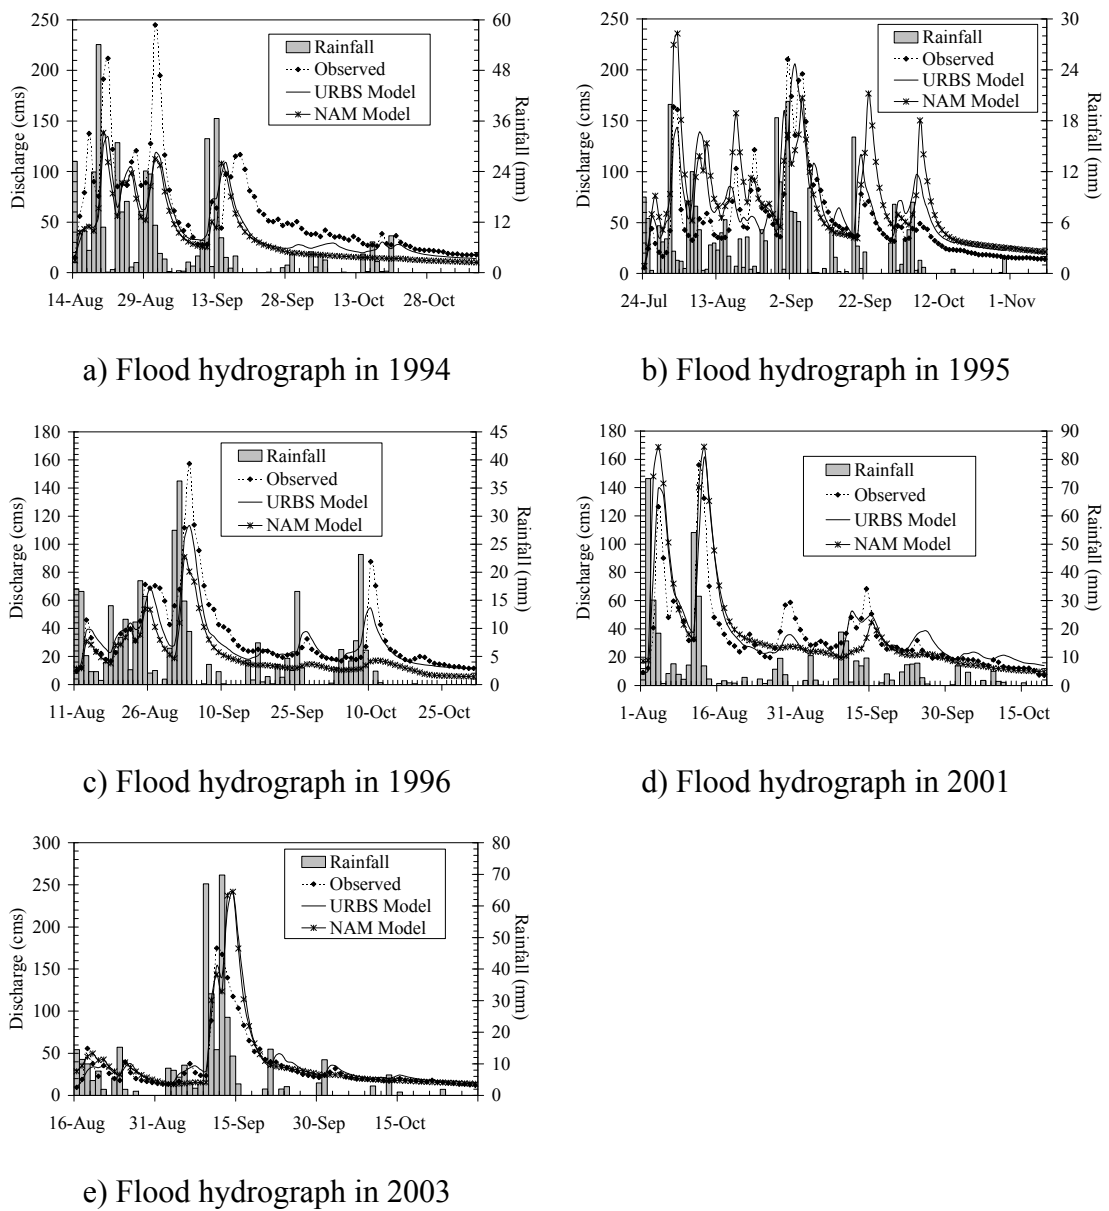 250
200
150
100
50
0
60
48
36
24
12
0
Discharge (cms)
Rainfall (mm)
Rainfall
Observed
URBS Model
NAM Model
14-Aug 29-Aug 13-Sep 28-Sep 13-Oct 28-Oct
a) Flood hydrograph in 1994
250
200
150
100
50
0
30
24
18
12
6
0
Discharge (cms)
Rainfall (mm)
Rainfall
Observed
URBS Model
NAM Model
24-Jul 13-Aug 2-Sep 22-Sep 12-Oct 1-Nov
b) Flood hydrograph in 1995
180
160
140
120
100
80
60
40
20
0
45
40
35
30
25
20
15
10
5
0
Discharge (cms)
Rainfall (mm)
Rainfall
Observed
URBS Model
NAM Model
11-Aug 26-Aug 10-Sep 25-Sep 10-Oct 25-Oct
c) Flood hydrograph in 1996
180
160
140
120
100
80
60
40
20
0
90
80
70
60
50
40
30
20
10
0
Discharge (cms)
Rainfall (mm)
Rainfall
Observed
URBS Model
NAM Model
1-Aug 16-Aug 31-Aug 15-Sep 30-Sep 15-Oct
d) Flood hydrograph in 2001
300
250
200
150
100
50
0
80
70
60
50
40
30
20
10
0
Discharge (cms)
Rainfall (mm)
Rainfall
Observed
URBS Model
NAM Model
16-Aug 31-Aug 15-Sep 30-Sep 15-Oct
e) Flood hydrograph in 2003